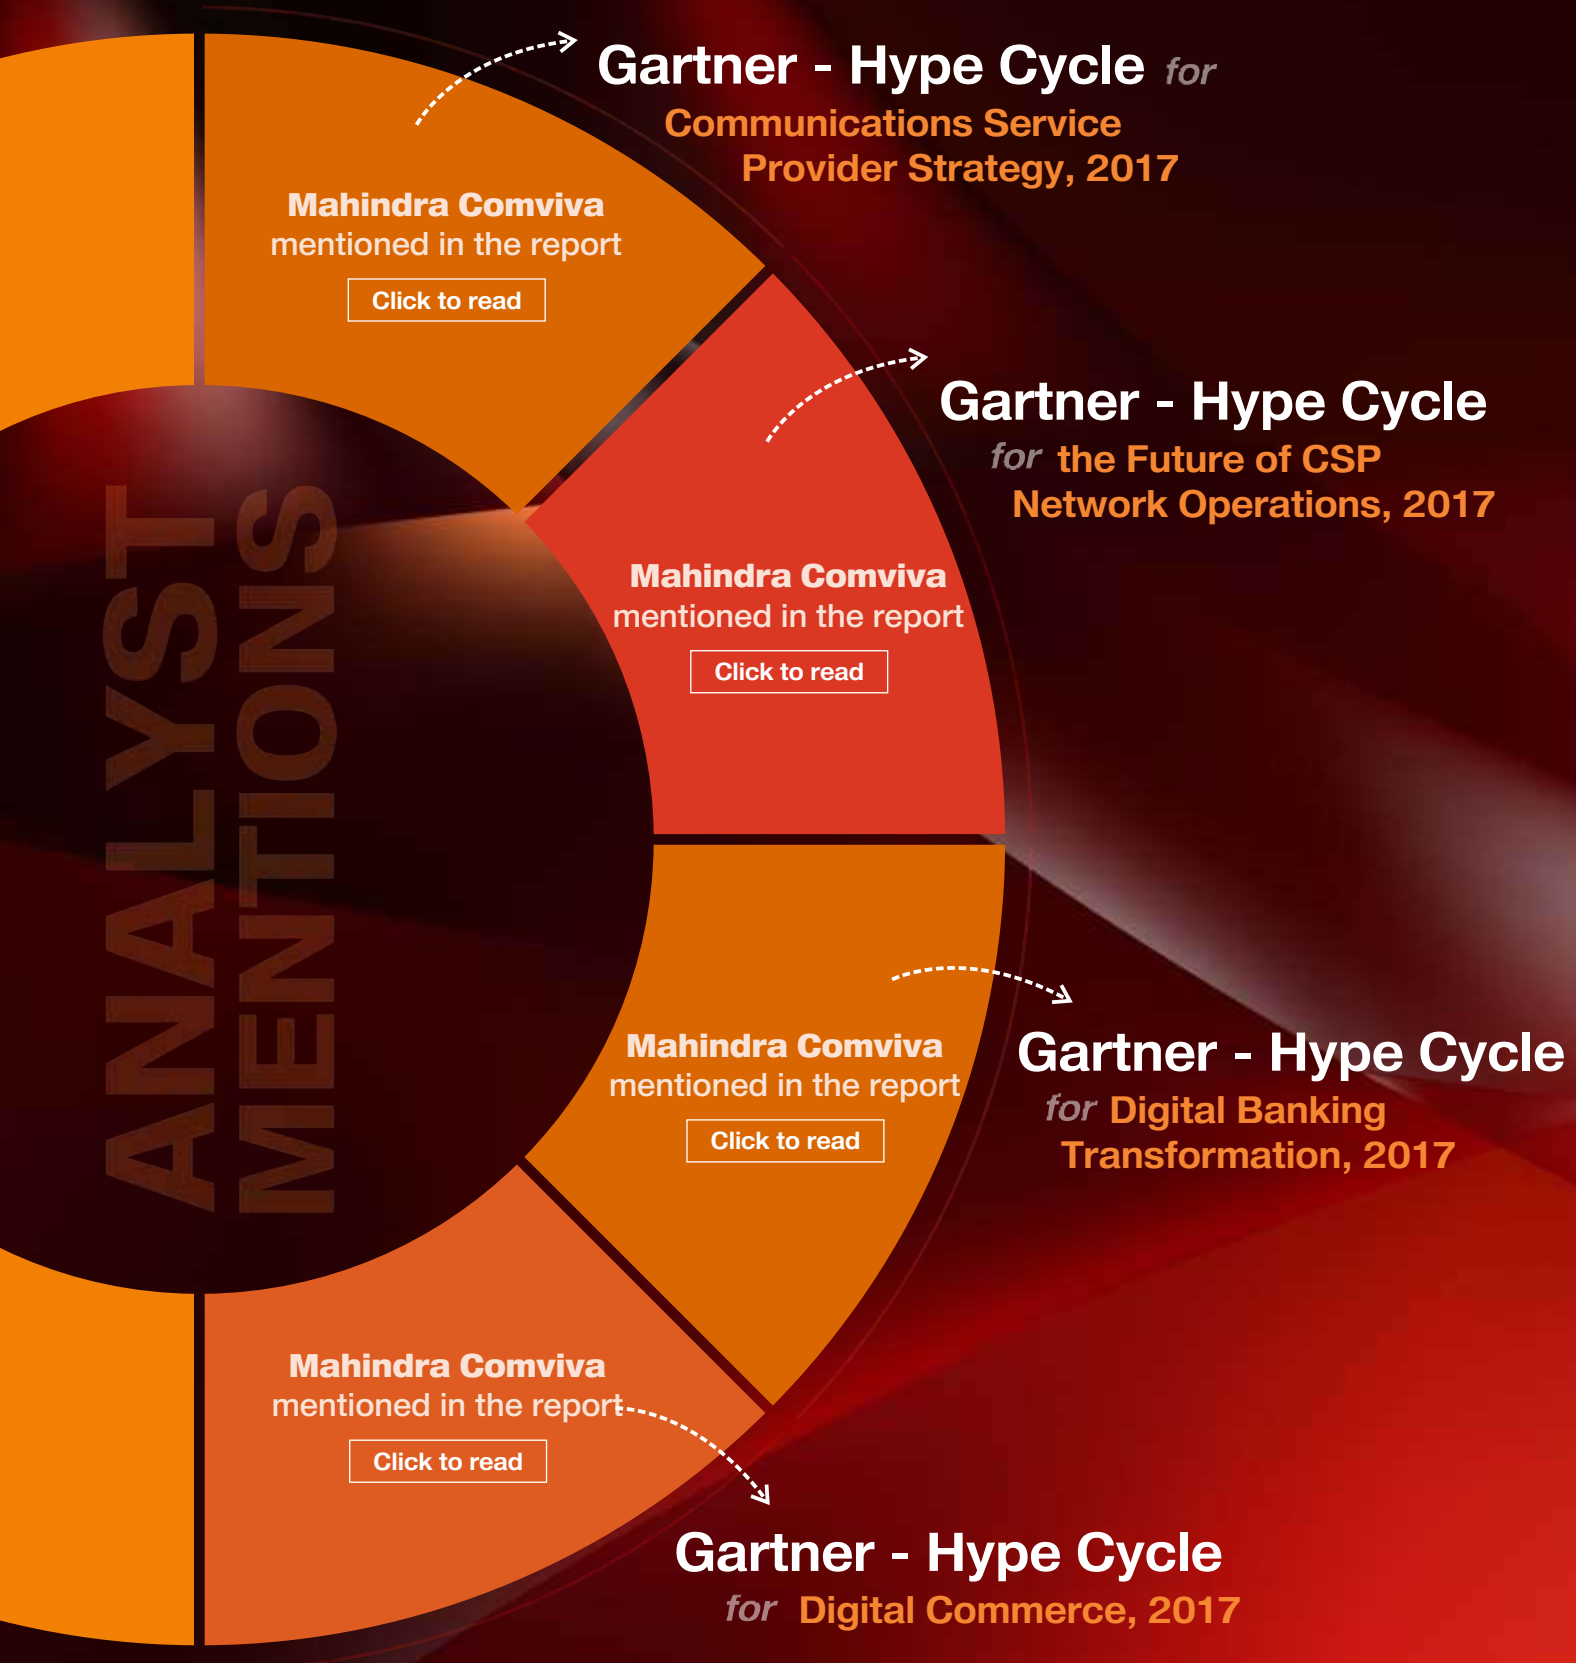 Gartner - Hype Cycle for
Communications Service
Provider Strategy, 2017
Mahindra Comviva
mentioned in the report
Click to read
Gartner - Hype Cycle
for the Future of CSP
Network Operations, 2017
Mahindra Comviva
mentioned in the report
Click to read
ANALYST
MENTIONS
Gartner - Hype Cycle
for Digital Banking
Transformation, 2017
Mahindra Comviva
mentioned in the report
Click to read
Mahindra Comviva
mentioned in the report
Click to read
Gartner - Hype Cycle
for Digital Commerce, 2017